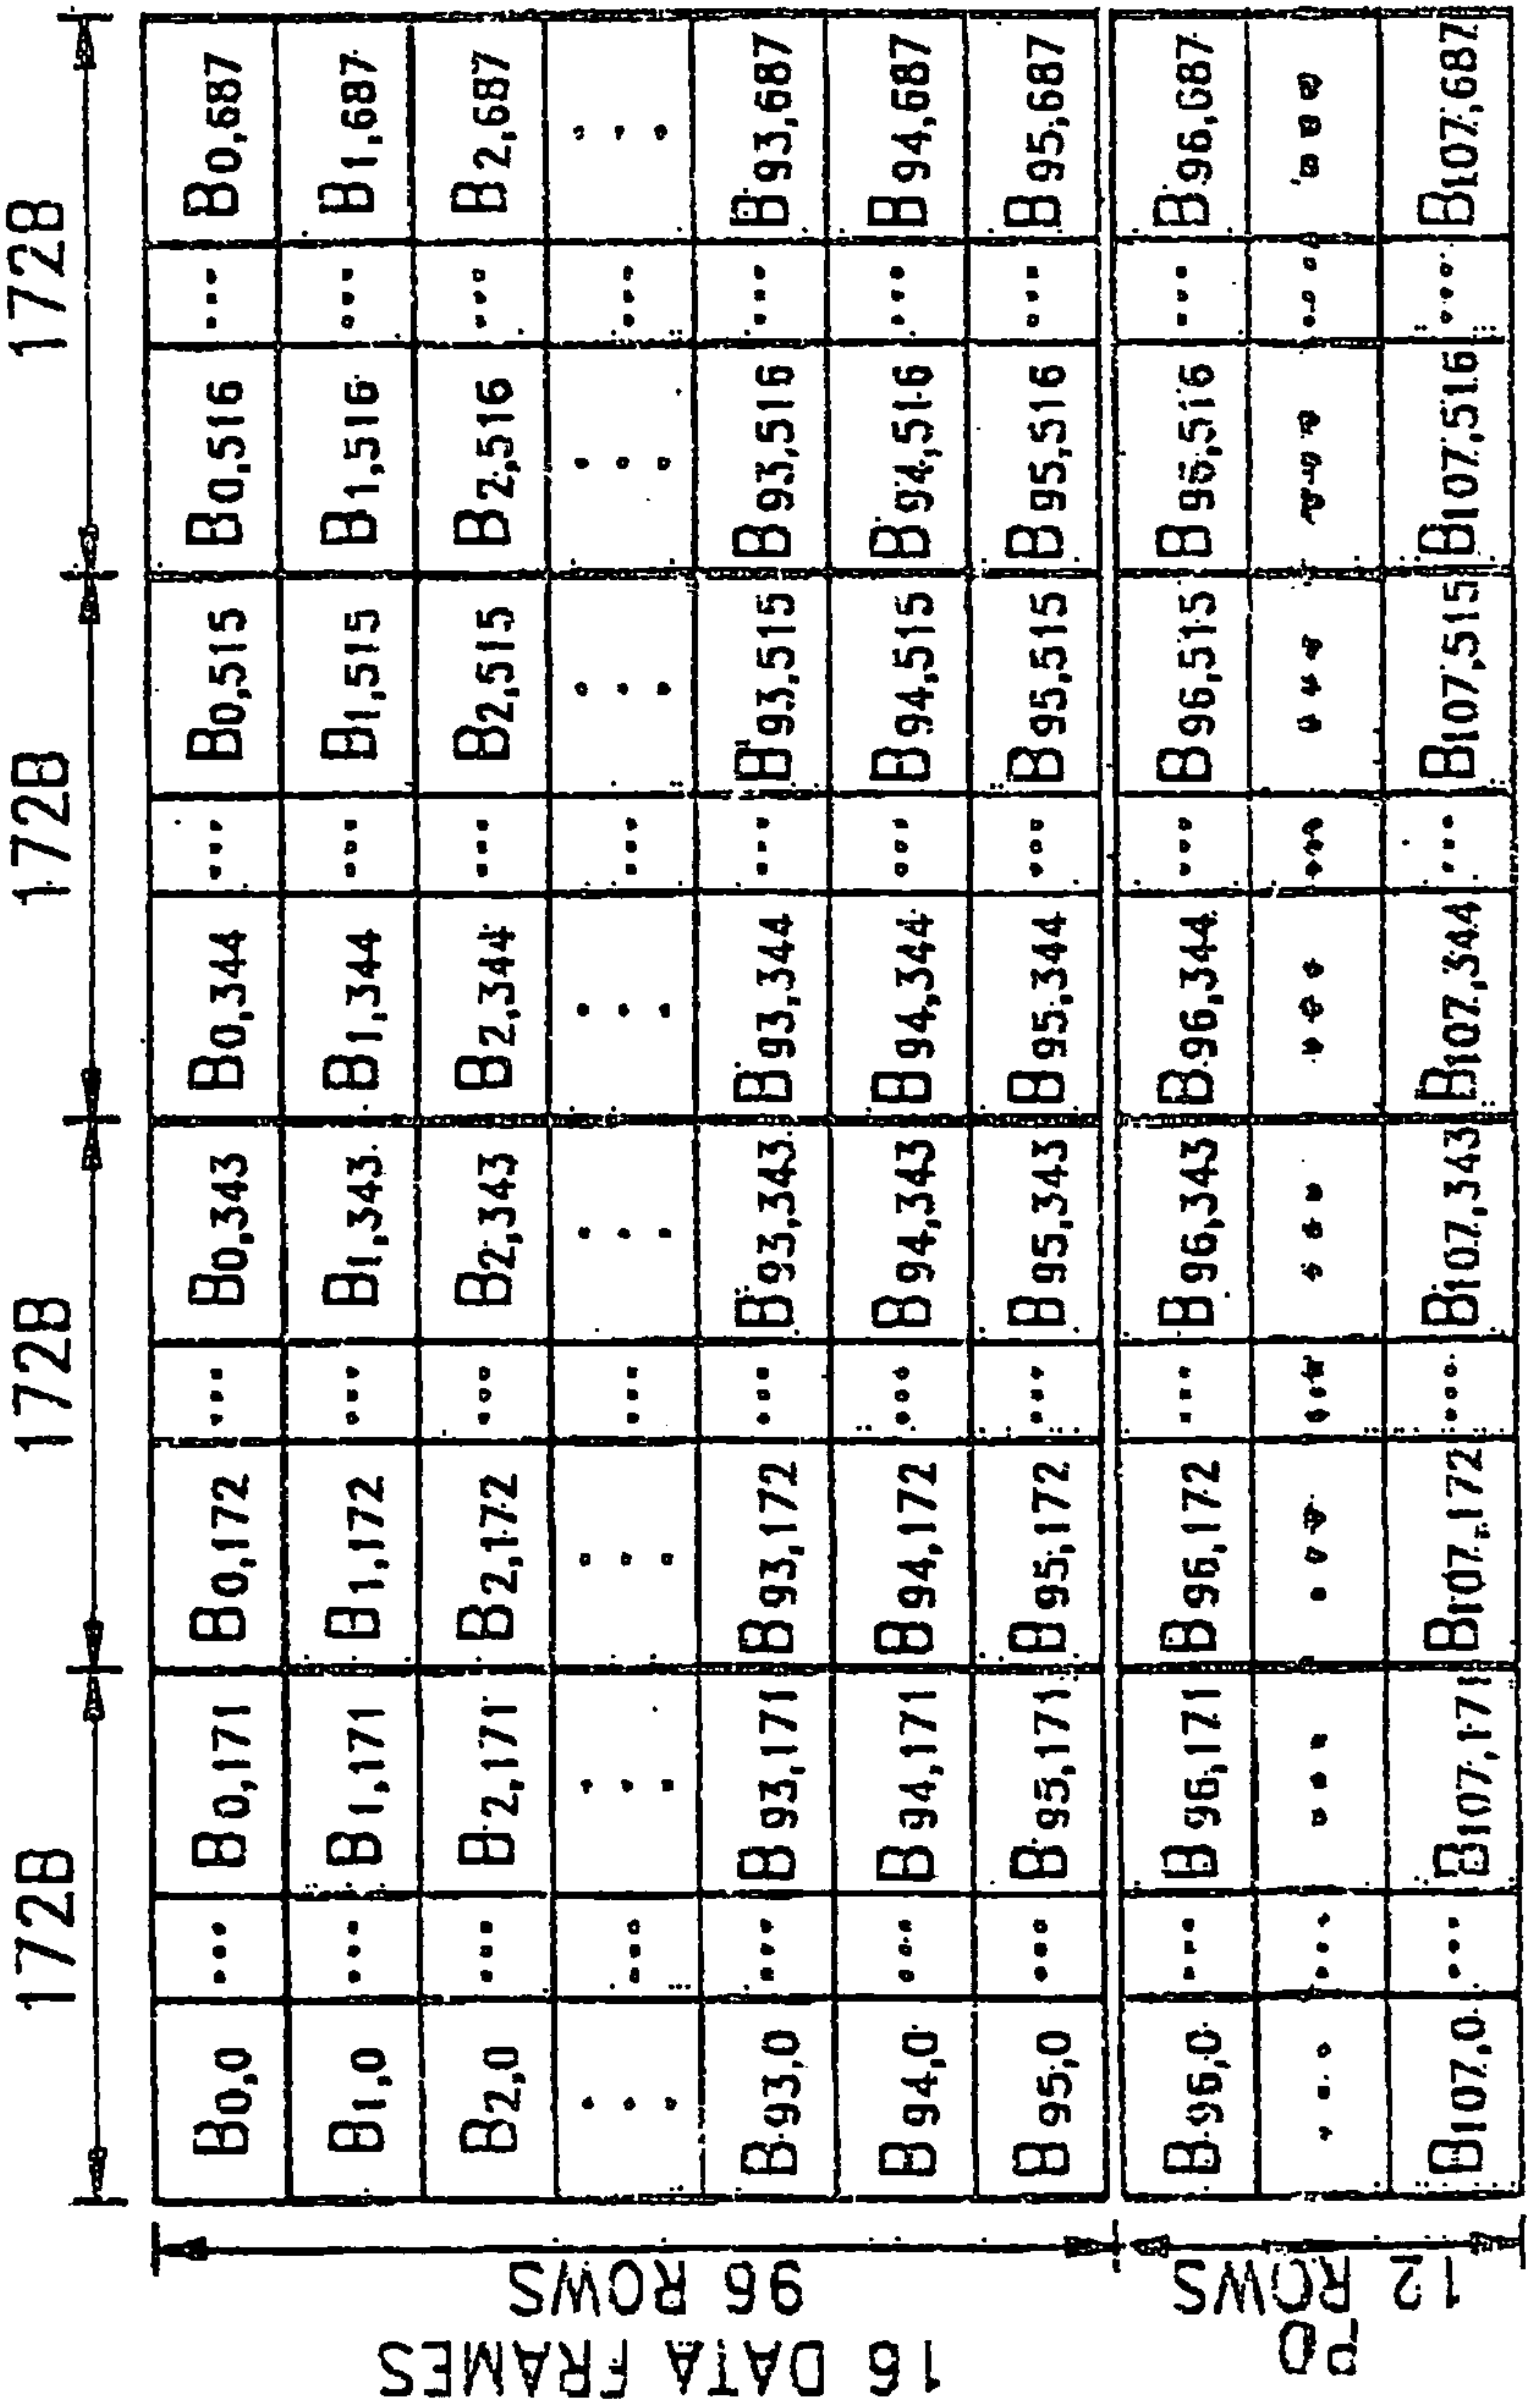 172B 172B 172B 172B
B0,0 ... B0,171 B0,172 ... B0,343 B0,344 ... B0,515 B0,516 ... B0,687
B1,0 ... B1,171 B1,172 ... B1,343 B1,344 ... B1,515 B1,516 ... B1,687
B2,0 ... B2,171 B2,172 ... B2,343 B2,344 ... B2,515 B2,516 ... B2,687
... ... ... ... ... ... ... ... ... ... ... ...
B93,0 ... B93,171 B93,172 ... B93,343 B93,344 ... B93,515 B93,516 ... B93,687
B94,0 ... B94,171 B94,172 ... B94,343 B94,344 ... B94,515 B94,516 ... B94,687
B95,0 ... B95,171 B95,172 ... B95,343 B95,344 ... B95,515 B95,516 ... B95,687
B96,0 ... B96,171 B96,172 ... B96,343 B96,344 ... B96,515 B96,516 ... B96,687
... ... ... ... ... ... ... ... ... ... ... ...
B107,0 ... B107,171 B107,172 ... B107,343 B107,344 ... B107,515 B107,516 ... B107,687
16 DATA FRAMES
96 ROWS
PO
12 ROWS